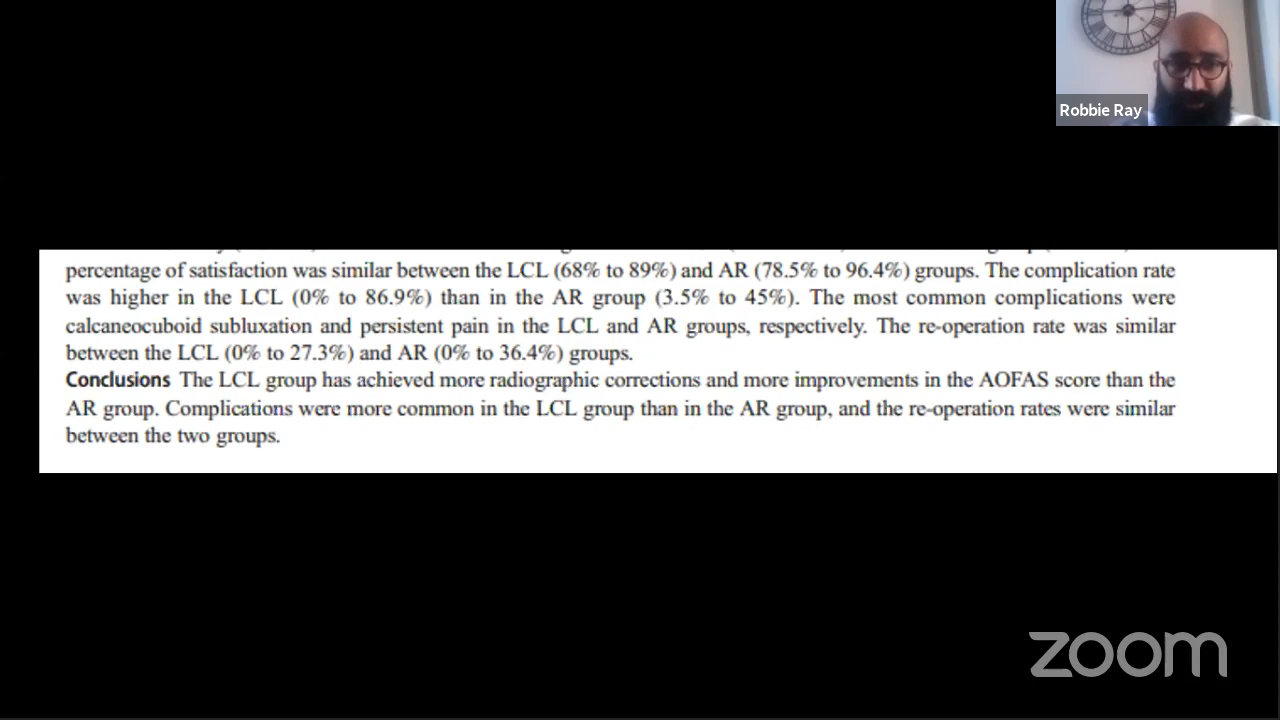 Robbie Ray
percentage of satisfaction was similar between the LCL (68% to 89%) and AR (78.5% to 96.4%) groups. The complication rate
was higher in the LCL (0% to 86.9%) than in the AR group (3.5% to 45%). The most common complications were
calcaneocuboid subluxation and persistent pain in the LCL and AR groups, respectively. The re-operation rate was similar
between the LCL (0% to 27.3%) and AR (0% to 36.4%) groups.
Conclusions The LCL group has achieved more radiographic corrections and more improvements in the AOFAS score than the
AR group. Complications were more common in the LCL group than in the AR group, and the re-operation rates were similar
between the two groups.
zoom